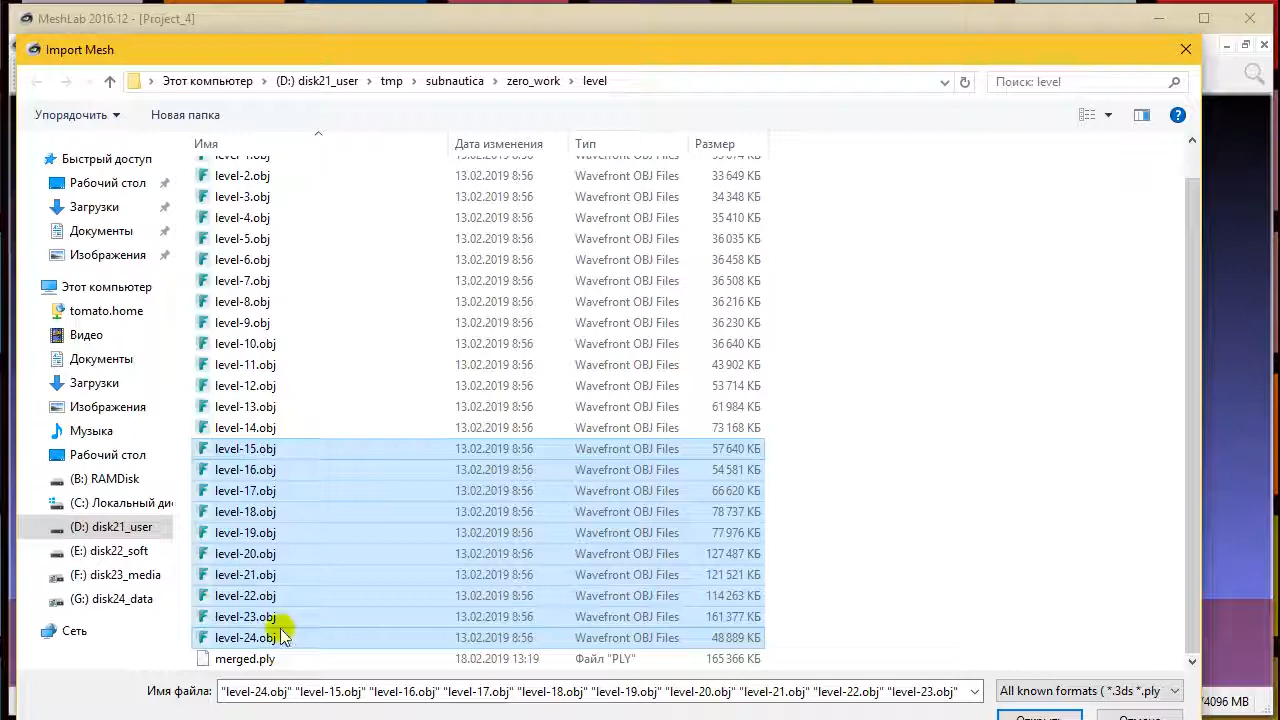 MeshLab 2016.12 - [Project_4]
Import Mesh
Этот компьютер (D:) disk21_user tmp subnautica zero_work level
Поиск: level
Упорядочить
Новая папка
Имя Дата изменения Тип Размер
level-1.obj 13.02.2019 8:56 Wavefront OBJ Files
level-2.obj 13.02.2019 8:56 Wavefront OBJ Files 33 649 КБ
level-3.obj 13.02.2019 8:56 Wavefront OBJ Files 34 348 КБ
level-4.obj 13.02.2019 8:56 Wavefront OBJ Files 35 410 КБ
level-5.obj 13.02.2019 8:56 Wavefront OBJ Files 36 035 КБ
level-6.obj 13.02.2019 8:56 Wavefront OBJ Files 36 458 КБ
level-7.obj 13.02.2019 8:56 Wavefront OBJ Files 36 508 КБ
level-8.obj 13.02.2019 8:56 Wavefront OBJ Files 36 216 КБ
level-9.obj 13.02.2019 8:56 Wavefront OBJ Files 36 230 КБ
level-10.obj 13.02.2019 8:56 Wavefront OBJ Files 36 640 КБ
level-11.obj 13.02.2019 8:56 Wavefront OBJ Files 43 902 КБ
level-12.obj 13.02.2019 8:56 Wavefront OBJ Files 53 714 КБ
level-13.obj 13.02.2019 8:56 Wavefront OBJ Files 61 984 КБ
level-14.obj 13.02.2019 8:56 Wavefront OBJ Files 73 168 КБ
level-15.obj 13.02.2019 8:56 Wavefront OBJ Files 57 640 КБ
level-16.obj 13.02.2019 8:56 Wavefront OBJ Files 54 581 КБ
level-17.obj 13.02.2019 8:56 Wavefront OBJ Files 66 620 КБ
level-18.obj 13.02.2019 8:56 Wavefront OBJ Files 78 737 КБ
level-19.obj 13.02.2019 8:56 Wavefront OBJ Files 77 976 КБ
level-20.obj 13.02.2019 8:56 Wavefront OBJ Files 127 487 КБ
level-21.obj 13.02.2019 8:56 Wavefront OBJ Files 121 521 КБ
level-22.obj 13.02.2019 8:56 Wavefront OBJ Files 114 263 КБ
level-23.obj 13.02.2019 8:56 Wavefront OBJ Files 161 377 КБ
level-24.obj 13.02.2019 8:56 Wavefront OBJ Files 48 889 КБ
merged.ply 18.02.2019 13:19 Файл "PLY" 165 366 КБ
Быстрый доступ
Рабочий стол
Загрузки
Документы
Изображения
Этот компьютер
tomato.home
Видео
Документы
Загрузки
Изображения
Музыка
Рабочий стол
(B:) RAMDisk
(C:) Локальный дис
(D:) disk21_user
(E:) disk22_soft
(F:) disk23_media
(G:) disk24_data
Сеть
Имя файла: "level-24.obj" "level-15.obj" "level-16.obj" "level-17.obj" "level-18.obj" "level-19.obj" "level-20.obj" "level-21.obj" "level-22.obj" "level-23.obj"
All known formats ( *.3ds *.ply
/4096 MB
Открыть
Отмена